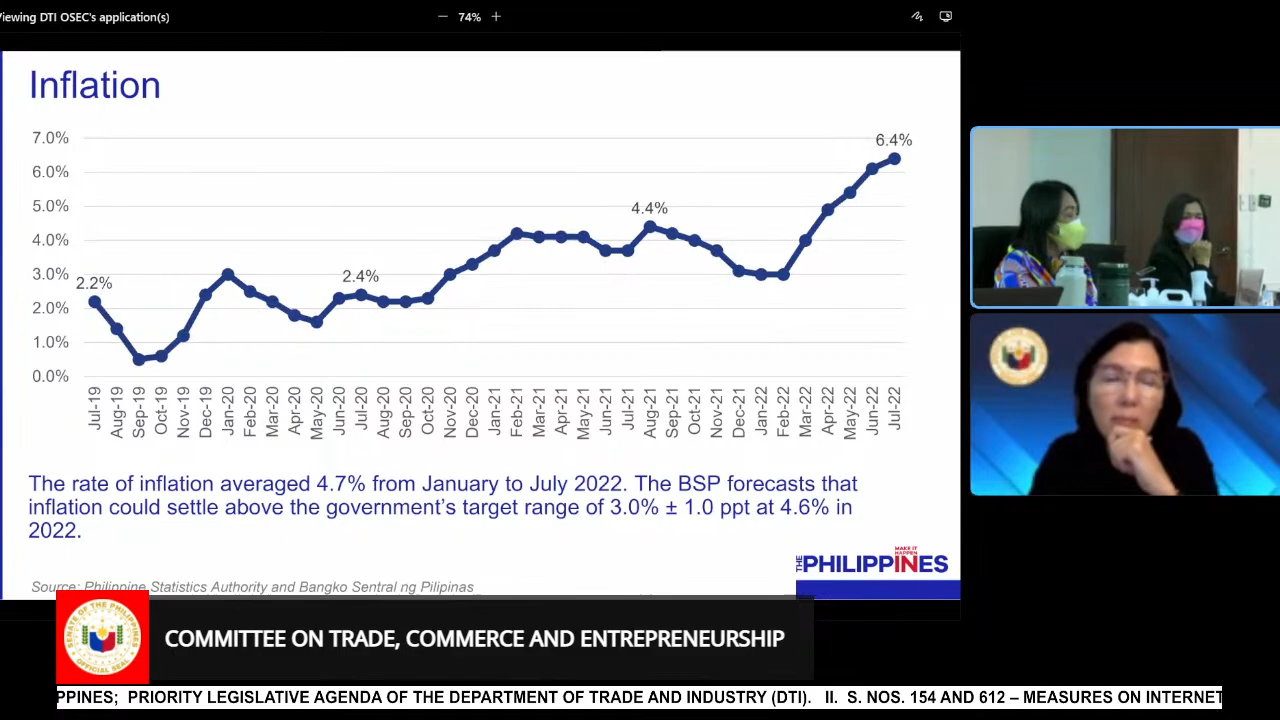 Viewing DTI OSEC's application(s)
74%
Inflation
7.0%
6.0%
5.0%
4.0%
3.0%
2.0%
1.0%
0.0%
2.2%
2.4%
4.4%
6.4%
Jul-19
Aug-19
Sep-19
Oct-19
Nov-19
Dec-19
Jan-20
Feb-20
Mar-20
Apr-20
May-20
Jun-20
Jul-20
Aug-20
Sep-20
Oct-20
Nov-20
Dec-20
Jan-21
Feb-21
Mar-21
Apr-21
May-21
Jun-21
Jul-21
Aug-21
Sep-21
Oct-21
Nov-21
Dec-21
Jan-22
Feb-22
Mar-22
Apr-22
May-22
Jun-22
Jul-22
The rate of inflation averaged 4.7% from January to July 2022. The BSP forecasts that
inflation could settle above the government's target range of 3.0% ± 1.0 ppt at 4.6% in
2022.
MAKE IT
HAPPEN
THE PHILIPPINES
Source: Philippine Statistics Authority and Bangko Sentral ng Pilipinas
SENATE OF THE PHILIPPINES
OFFICIAL SEAL
COMMITTEE ON TRADE, COMMERCE AND ENTREPRENEURSHIP
PPINES; PRIORITY LEGISLATIVE AGENDA OF THE DEPARTMENT OF TRADE AND INDUSTRY (DTI). II. S. NOS. 154 AND 612 – MEASURES ON INTERNET